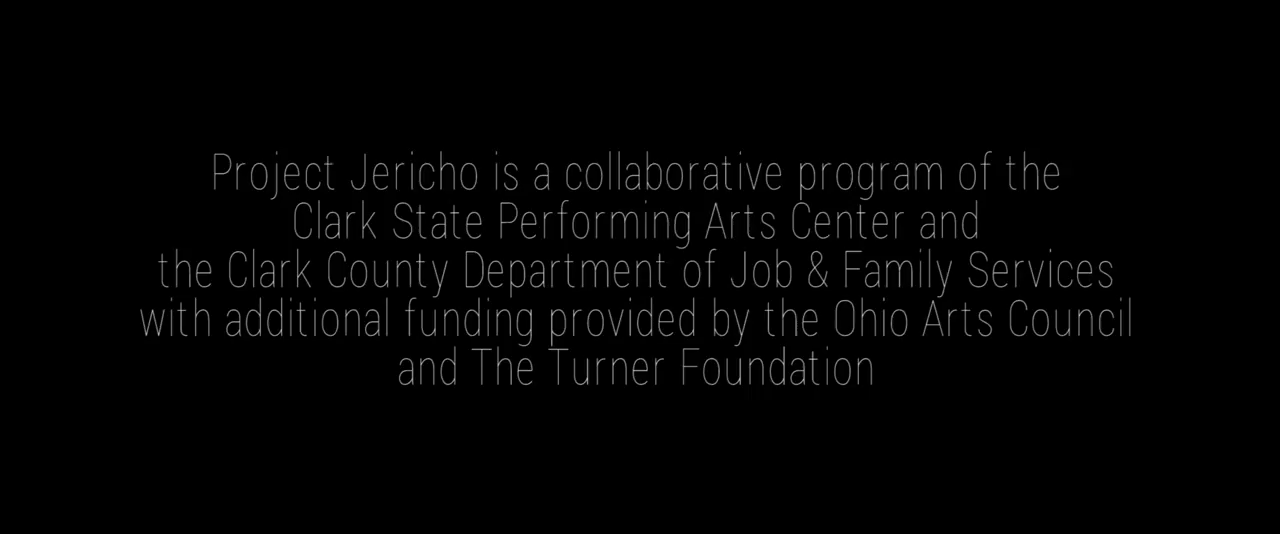 Project Jericho is a collaborative program of the
Clark State Performing Arts Center and
the Clark County Department of Job & Family Services
with additional funding provided by the Ohio Arts Council
and The Turner Foundation